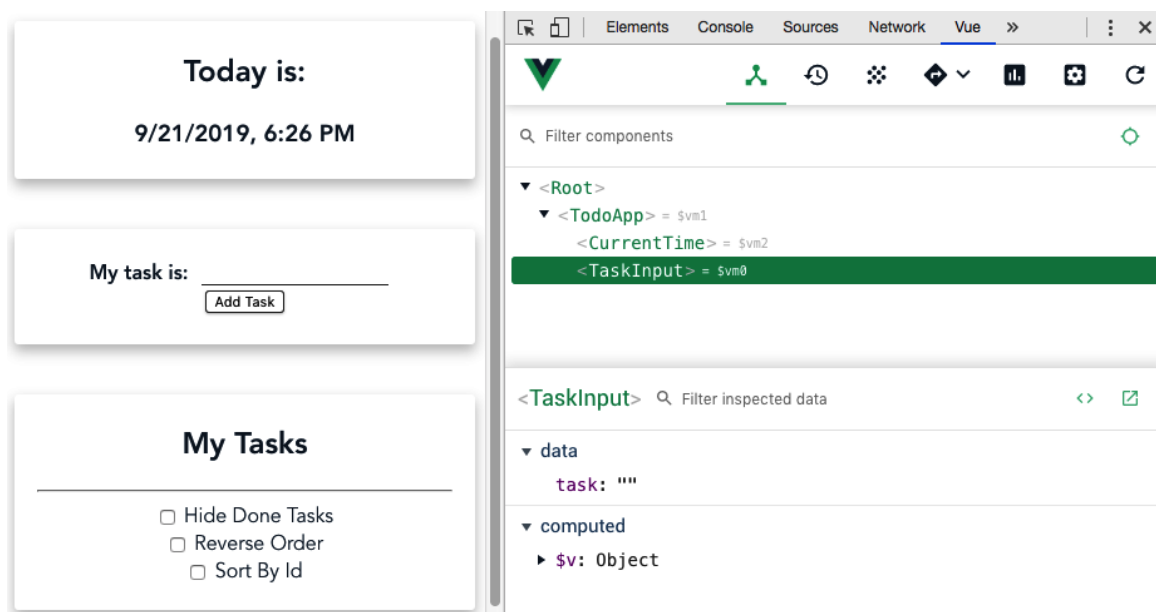 Today is:
9/21/2019, 6:26 PM
My task is:
Add Task
My Tasks
Hide Done Tasks
Reverse Order
Sort By Id
Elements Console Sources Network Vue »
Filter components
▼ <Root>
▼ <TodoApp> = $vm1
<CurrentTime> = $vm2
<TaskInput> = $vm0
<TaskInput> Filter inspected data
▼ data
task: ""
▼ computed
▶ $v: Object